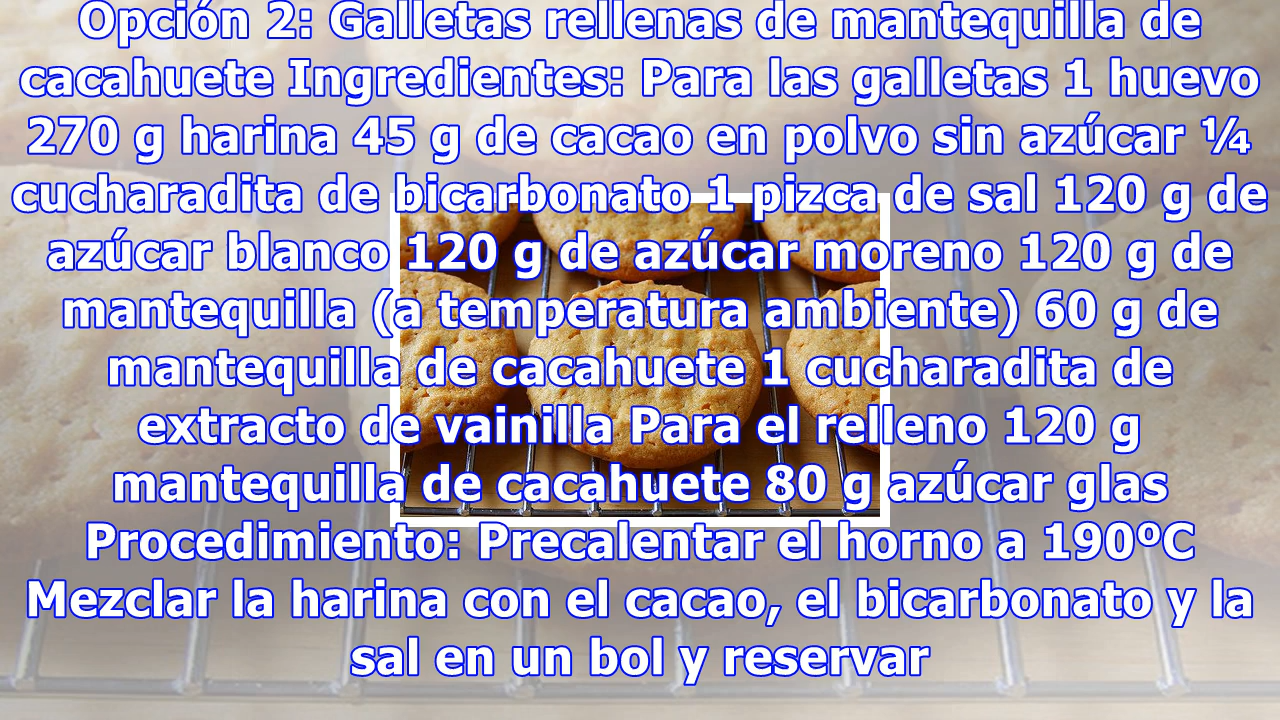 Opción 2: Galletas rellenas de mantequilla de
cacahuete Ingredientes: Para las galletas 1 huevo
270 g harina 45 g de cacao en polvo sin azúcar ¼
cucharadita de bicarbonato 1 pizca de sal 120 g de
azúcar blanco 120 g de azúcar moreno 120 g de
mantequilla (a temperatura ambiente) 60 g de
mantequilla de cacahuete 1 cucharadita de
extracto de vainilla Para el relleno 120 g
mantequilla de cacahuete 80 g azúcar glas
Procedimiento: Precalentar el horno a 190ºC
Mezclar la harina con el cacao, el bicarbonato y la
sal en un bol y reservar